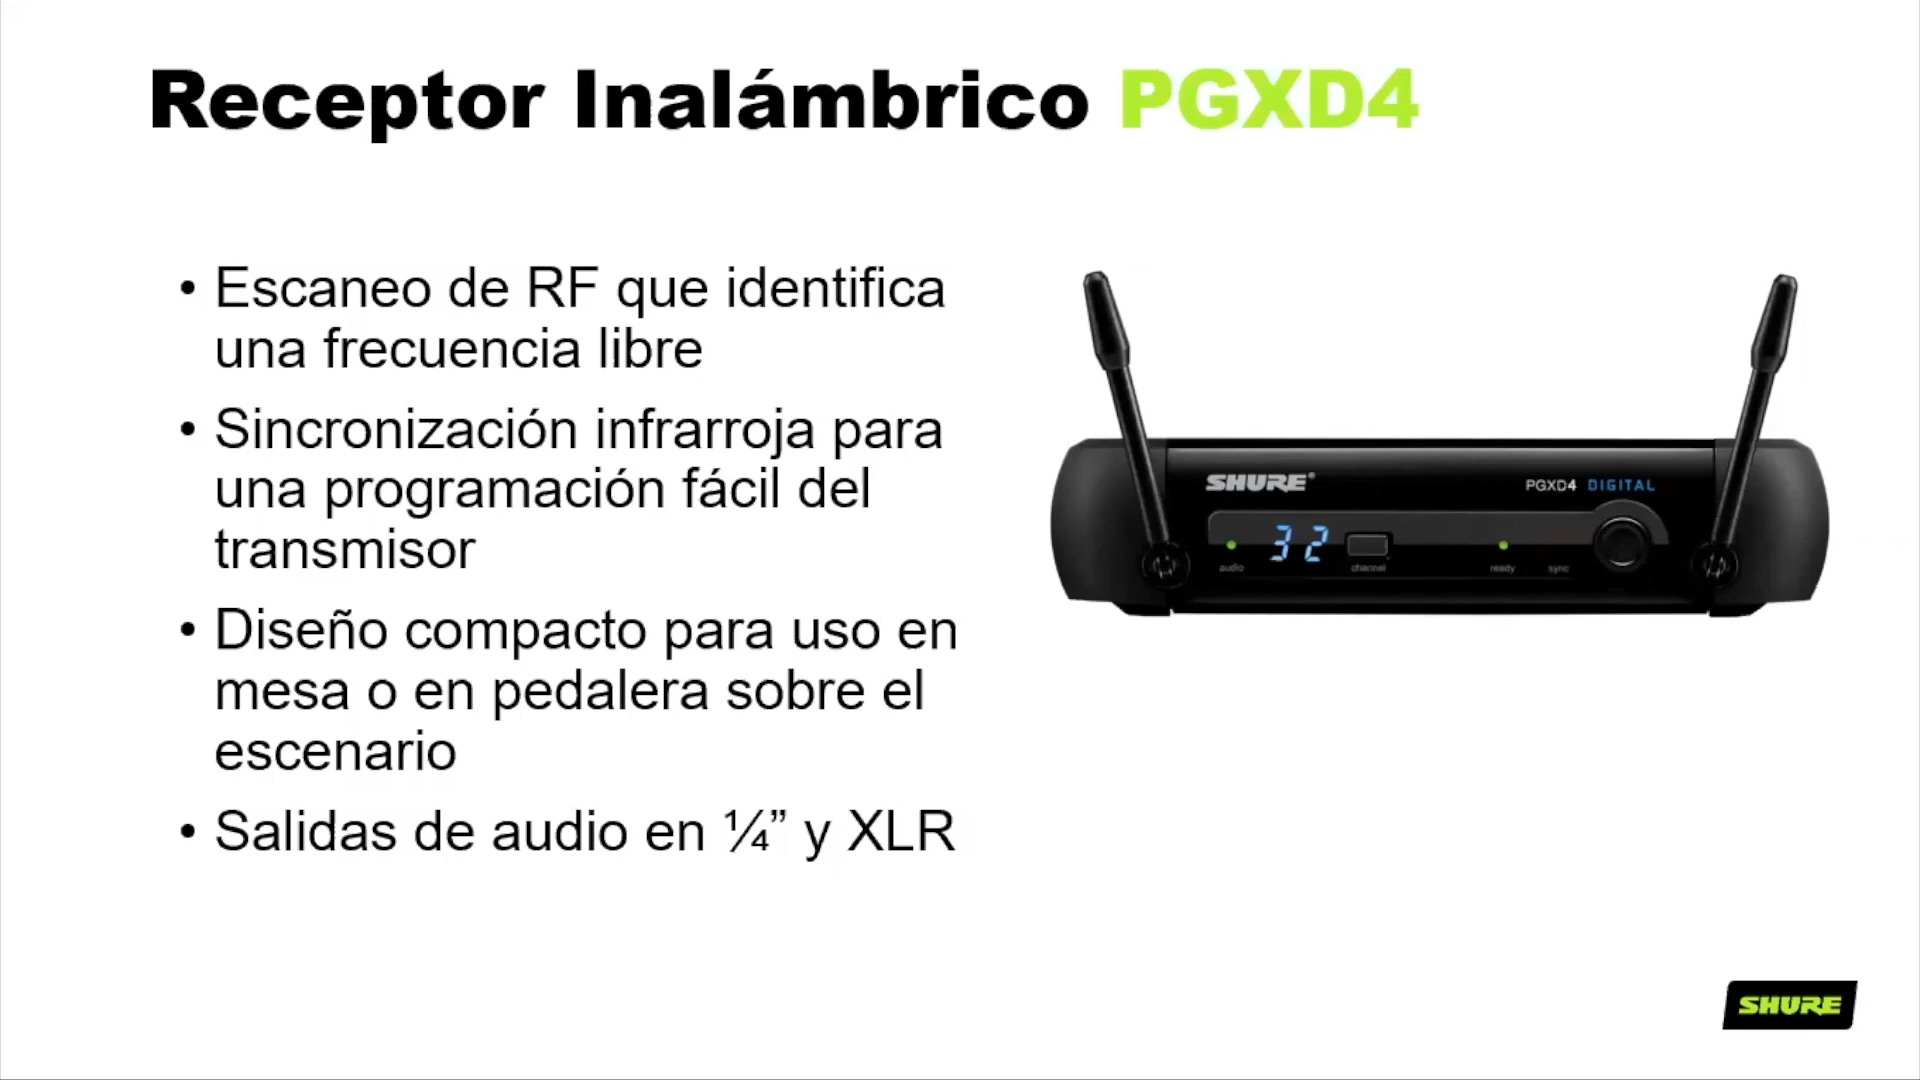 Receptor Inalámbrico PGXD4
• Escaneo de RF que identifica
una frecuencia libre
• Sincronización infrarroja para
una programación fácil del
transmisor
• Diseño compacto para uso en
mesa o en pedalera sobre el
escenario
• Salidas de audio en ¼” y XLR
SHURE®
PGXD4 DIGITAL
32
audio
channel
ready
sync
SHURE